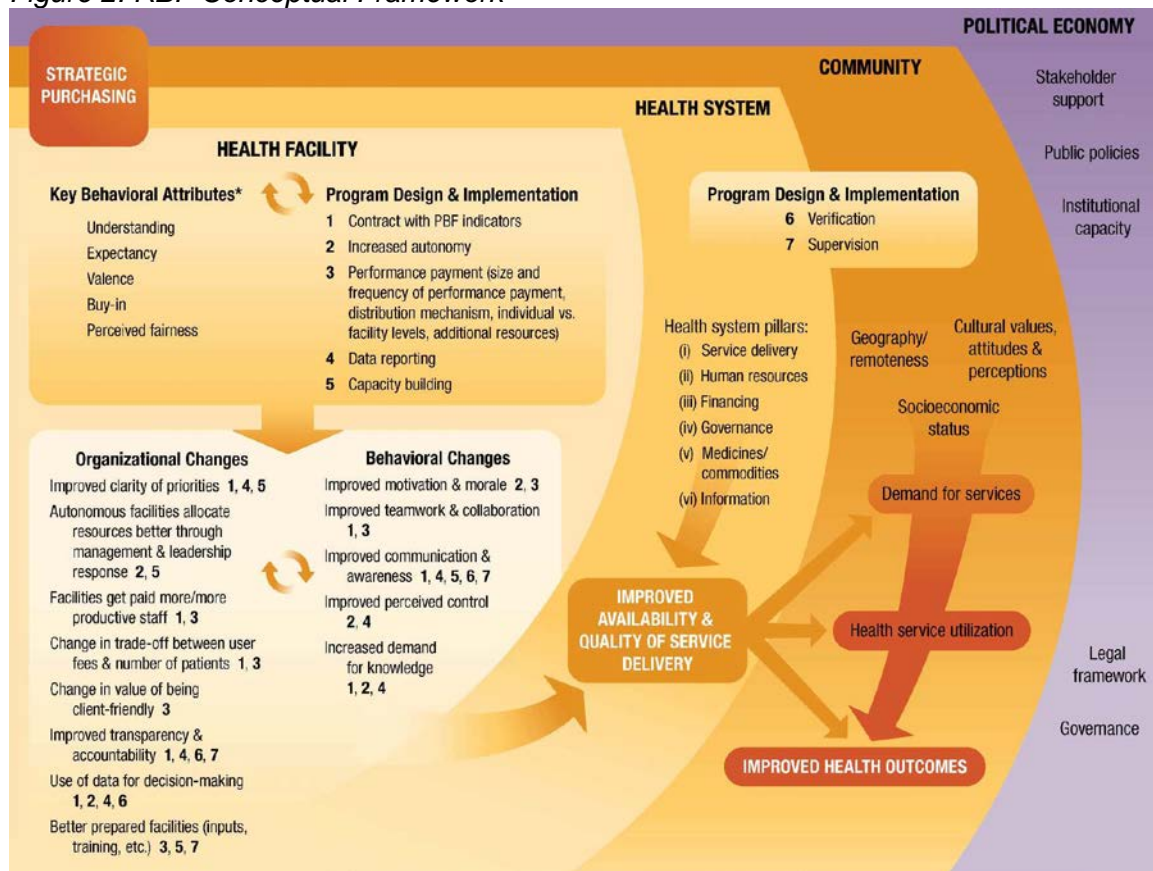 Figure 2: RBF Conceptual Framework
POLITICAL ECONOMY
Stakeholder
support
Public policies
Institutional
capacity
Legal
framework
Governance
COMMUNITY
HEALTH SYSTEM
STRATEGIC
PURCHASING
HEALTH FACILITY
Key Behavioral Attributes*
Understanding
Expectancy
Valence
Buy-in
Perceived fairness
Program Design & Implementation
1 Contract with PBF indicators
2 Increased autonomy
3 Performance payment (size and
frequency of performance payment,
distribution mechanism, individual vs.
facility levels, additional resources)
4 Data reporting
5 Capacity building
Program Design & Implementation
6 Verification
7 Supervision
Health system pillars:
(i) Service delivery
(ii) Human resources
(iii) Financing
(iv) Governance
(v) Medicines/
commodities
(vi) Information
Geography/
remoteness
Cultural values,
attitudes &
perceptions
Socioeconomic
status
Demand for services
Health service utilization
IMPROVED HEALTH OUTCOMES
Organizational Changes
Improved clarity of priorities 1, 4, 5
Autonomous facilities allocate
resources better through
management & leadership
response 2, 5
Facilities get paid more/more
productive staff 1, 3
Change in trade-off between user
fees & number of patients 1, 3
Change in value of being
client-friendly 3
Improved transparency &
accountability 1, 4, 6, 7
Use of data for decision-making
1, 2, 4, 6
Better prepared facilities (inputs,
training, etc.) 3, 5, 7
Behavioral Changes
Improved motivation & morale 2, 3
Improved teamwork & collaboration
1, 3
Improved communication &
awareness 1, 4, 5, 6, 7
Improved perceived control
2, 4
Increased demand
for knowledge
1, 2, 4
IMPROVED
AVAILABILITY &
QUALITY OF SERVICE
DELIVERY